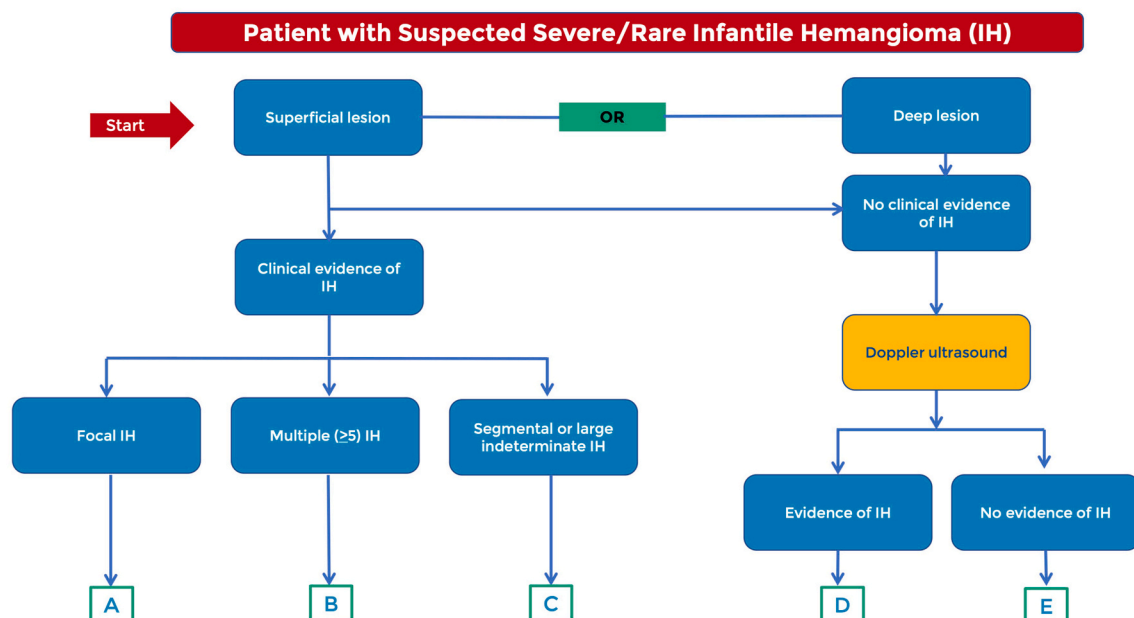 Patient with Suspected Severe/Rare Infantile Hemangioma (IH)
Start
Superficial lesion
OR
Deep lesion
No clinical evidence
of IH
Clinical evidence of
IH
Doppler ultrasound
Focal IH
Multiple (≥5) IH
Segmental or large
indeterminate IH
Evidence of IH
No evidence of IH
A
B
C
D
E